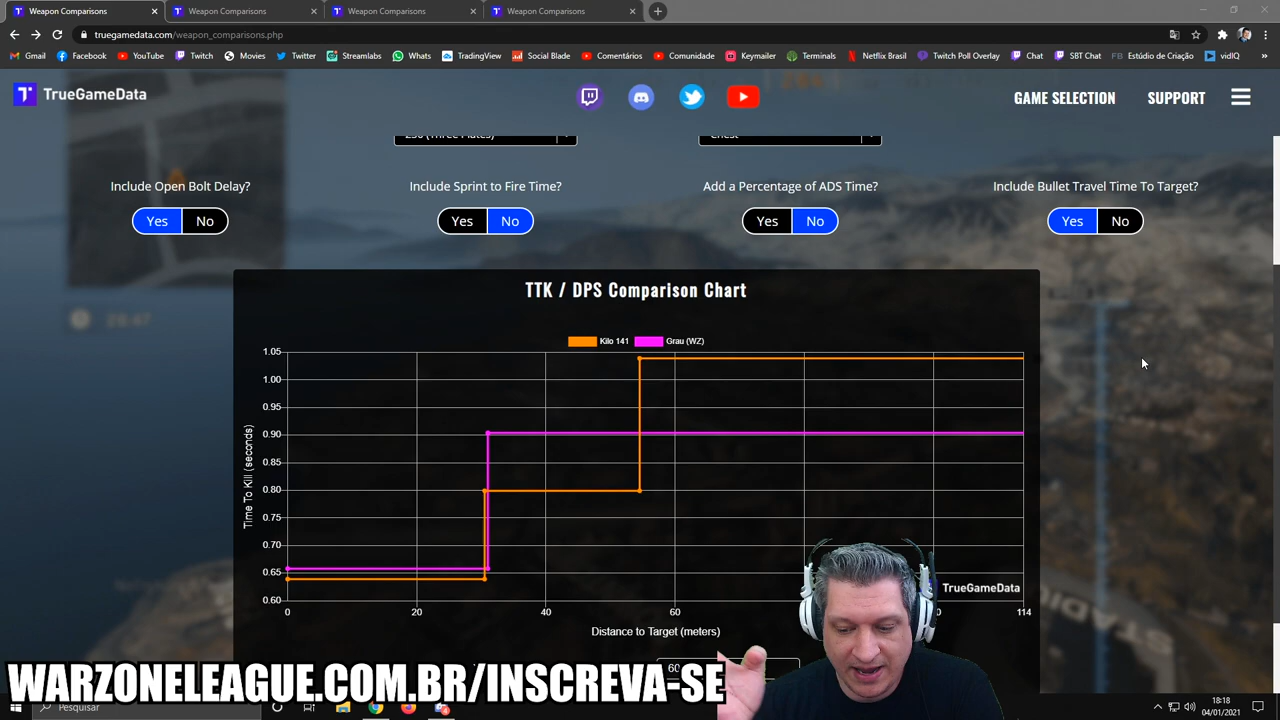 Weapon Comparisons
Weapon Comparisons
Weapon Comparisons
Weapon Comparisons
truegamedata.com/weapon_comparisons.php
Gmail Facebook YouTube Twitch Movies Twitter Streamlabs Whats TradingView Social Blade Comentários Comunidade Keymailer Terminals Netflix Brasil Twitch Poll Overlay Chat SBT Chat Estúdio de Criação vidIQ »
TrueGameData
GAME SELECTION SUPPORT
250 (Three Plates) Chest
Include Open Bolt Delay? Include Sprint to Fire Time? Add a Percentage of ADS Time? Include Bullet Travel Time To Target?
Yes No Yes No Yes No Yes No
TTK / DPS Comparison Chart
Kilo 141 Grau (WZ)
1.05
1.00
0.95
0.90
0.85
0.80
0.75
0.70
0.65
0.60
Time To Kill (seconds)
0 20 40 60 114
Distance to Target (meters)
TrueGameData
60
WARZONELEAGUE.COM.BR/INSCREVA-SE
Pesquisar
18:18
04/01/2021